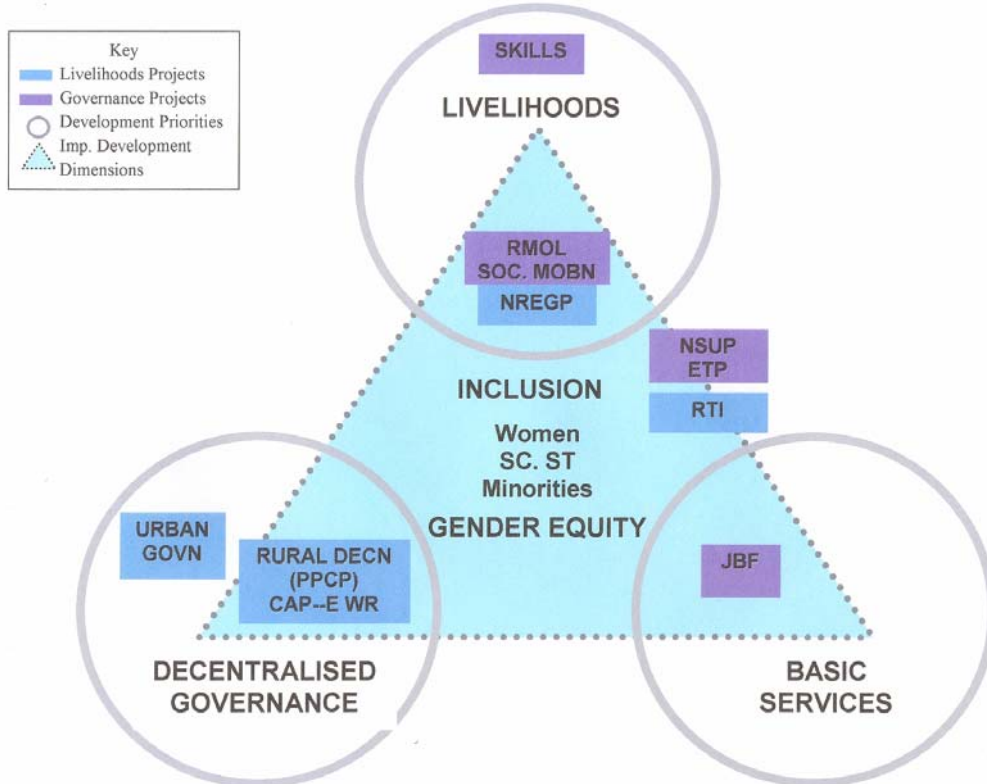 Key
Livelihoods Projects
Governance Projects
Development Priorities
Imp. Development
Dimensions
SKILLS
LIVELIHOODS
RMOL
SOC. MOBN
NREGP
NSUP
ETP
RTI
INCLUSION
Women
SC. ST
Minorities
GENDER EQUITY
URBAN
GOVN
RURAL DECN
(PPCP)
CAP--E WR
JBF
DECENTRALISED
GOVERNANCE
BASIC
SERVICES